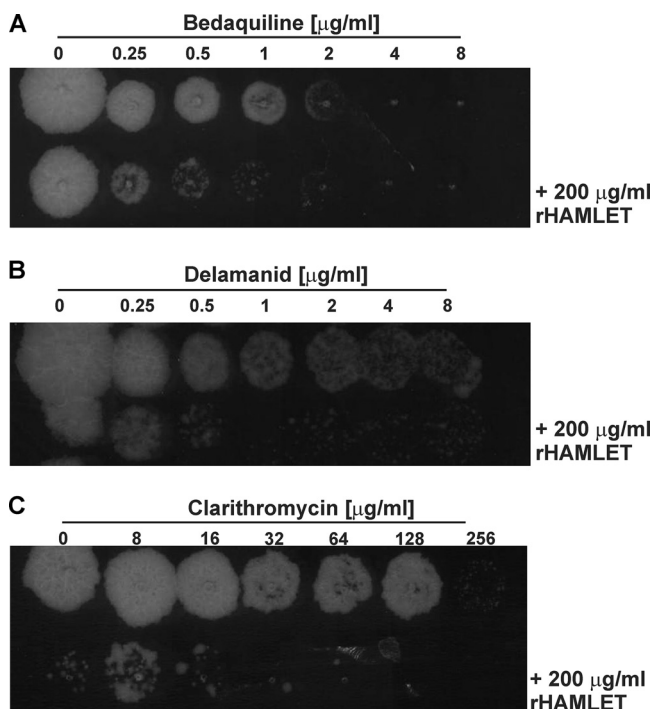 A
Bedaquiline [μg/ml]
0 0.25 0.5 1 2 4 8
+ 200 μg/ml
rHAMLET
B
Delamanid [μg/ml]
0 0.25 0.5 1 2 4 8
+ 200 μg/ml
rHAMLET
C
Clarithromycin [μg/ml]
0 8 16 32 64 128 256
+ 200 μg/ml
rHAMLET